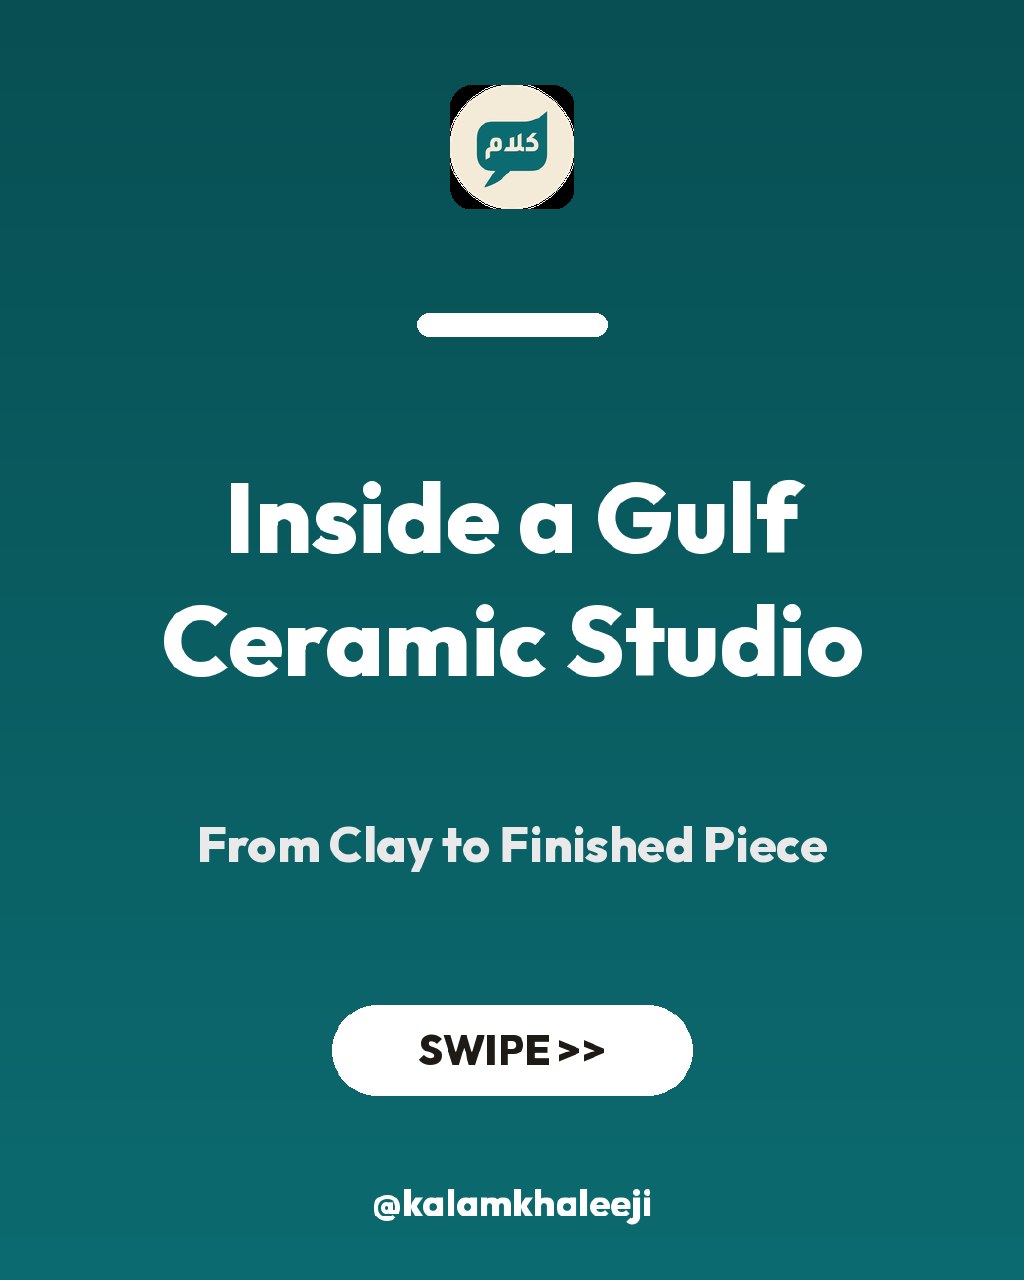 كلام
Inside a Gulf
Ceramic Studio
From Clay to Finished Piece
SWIPE >>
@kalamkhaleeji